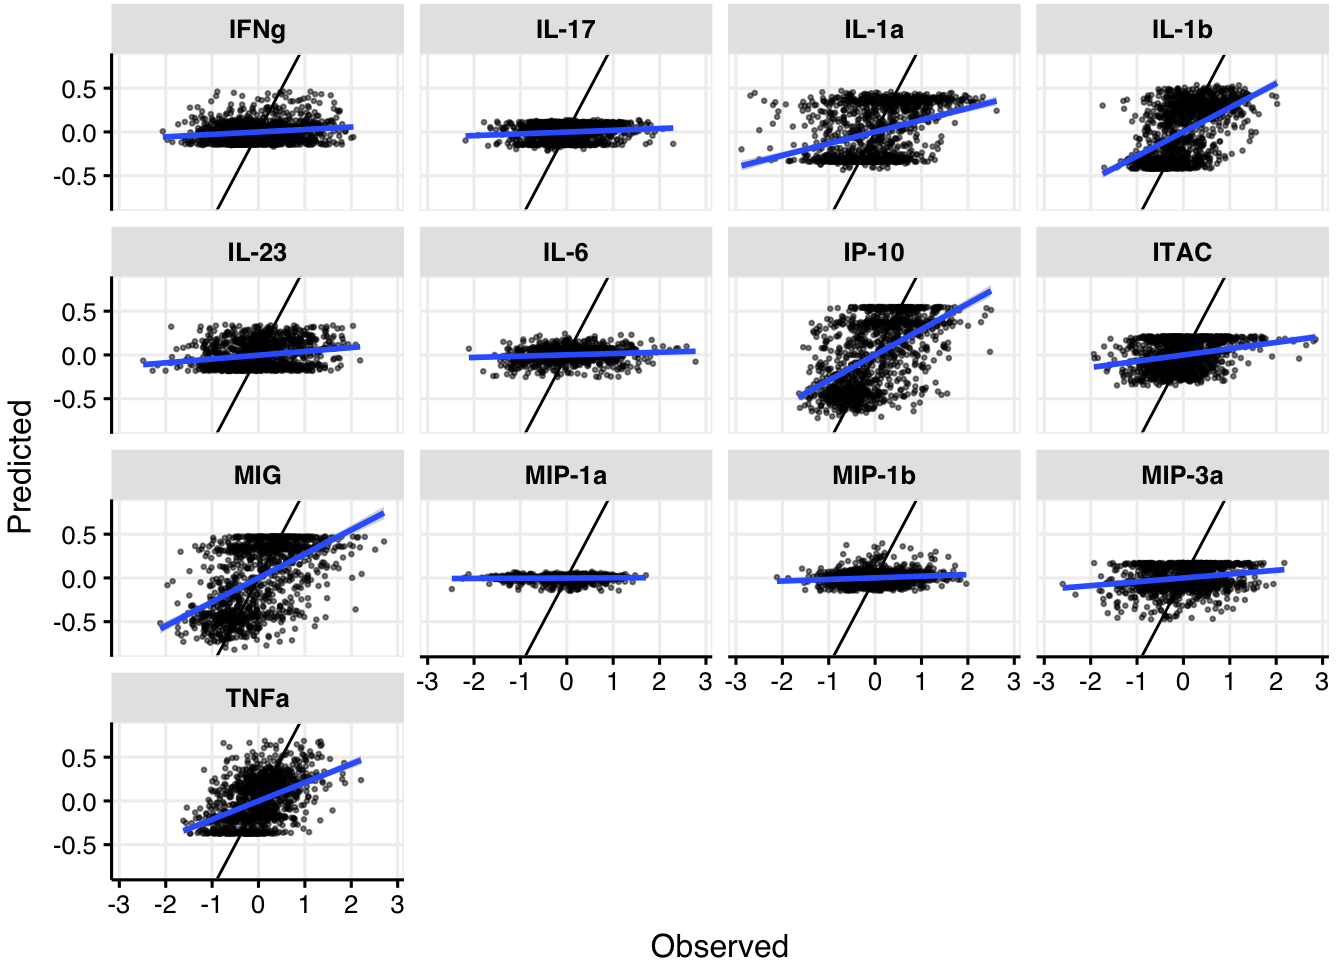 IFNg IL-17 IL-1a IL-1b
0.5
0.0
-0.5
IL-23 IL-6 IP-10 ITAC
0.5
0.0
-0.5
MIG MIP-1a MIP-1b MIP-3a
0.5
0.0
-0.5
-3 -2 -1 0 1 2 3 -3 -2 -1 0 1 2 3 -3 -2 -1 0 1 2 3
TNFa
0.5
0.0
-0.5
-3 -2 -1 0 1 2 3
Observed
Predicted